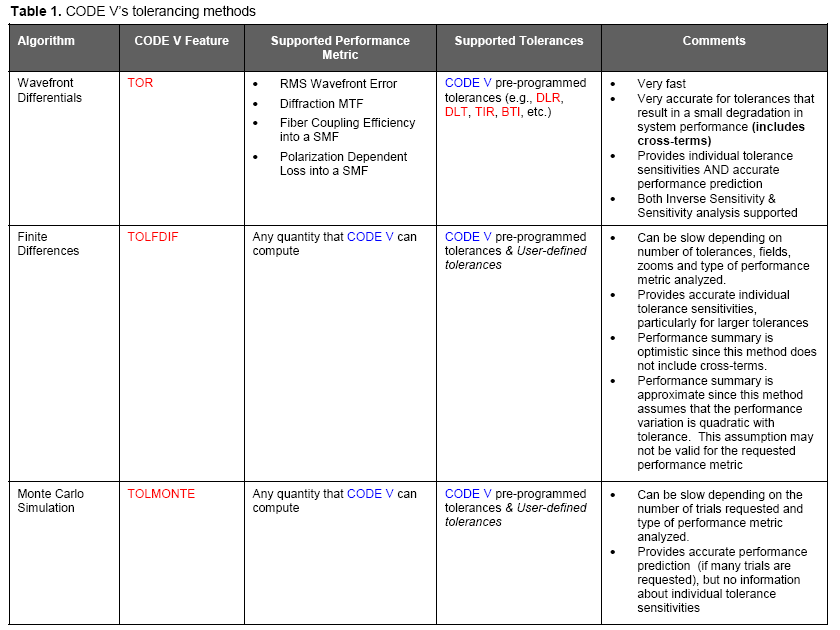 Table 1. CODE V's tolerancing methods
Algorithm
CODE V Feature
Supported Performance
Metric
Supported Tolerances
Comments
Wavefront
Differentials
TOR
• RMS Wavefront Error
• Diffraction MTF
• Fiber Coupling Efficiency
into a SMF
• Polarization Dependent
Loss into a SMF
CODE V pre-programmed
tolerances (e.g., DLR,
DLT, TIR, BTI, etc.)
• Very fast
• Very accurate for tolerances that
result in a small degradation in
system performance (includes
cross-terms)
• Provides individual tolerance
sensitivities AND accurate
performance prediction
• Both Inverse Sensitivity &
Sensitivity analysis supported
Finite
Differences
TOLFDIF
Any quantity that CODE V can
compute
CODE V pre-programmed
tolerances & User-defined
tolerances
• Can be slow depending on
number of tolerances, fields,
zooms and type of performance
metric analyzed.
• Provides accurate individual
tolerance sensitivities,
particularly for larger tolerances
• Performance summary is
optimistic since this method does
not include cross-terms.
• Performance summary is
approximate since this method
assumes that the performance
variation is quadratic with
tolerance. This assumption may
not be valid for the requested
performance metric
Monte Carlo
Simulation
TOLMONTE
Any quantity that CODE V can
compute
CODE V pre-programmed
tolerances & User-defined
tolerances
• Can be slow depending on the
number of trials requested and
type of performance metric
analyzed.
• Provides accurate performance
prediction (if many trials are
requested), but no information
about individual tolerance
sensitivities